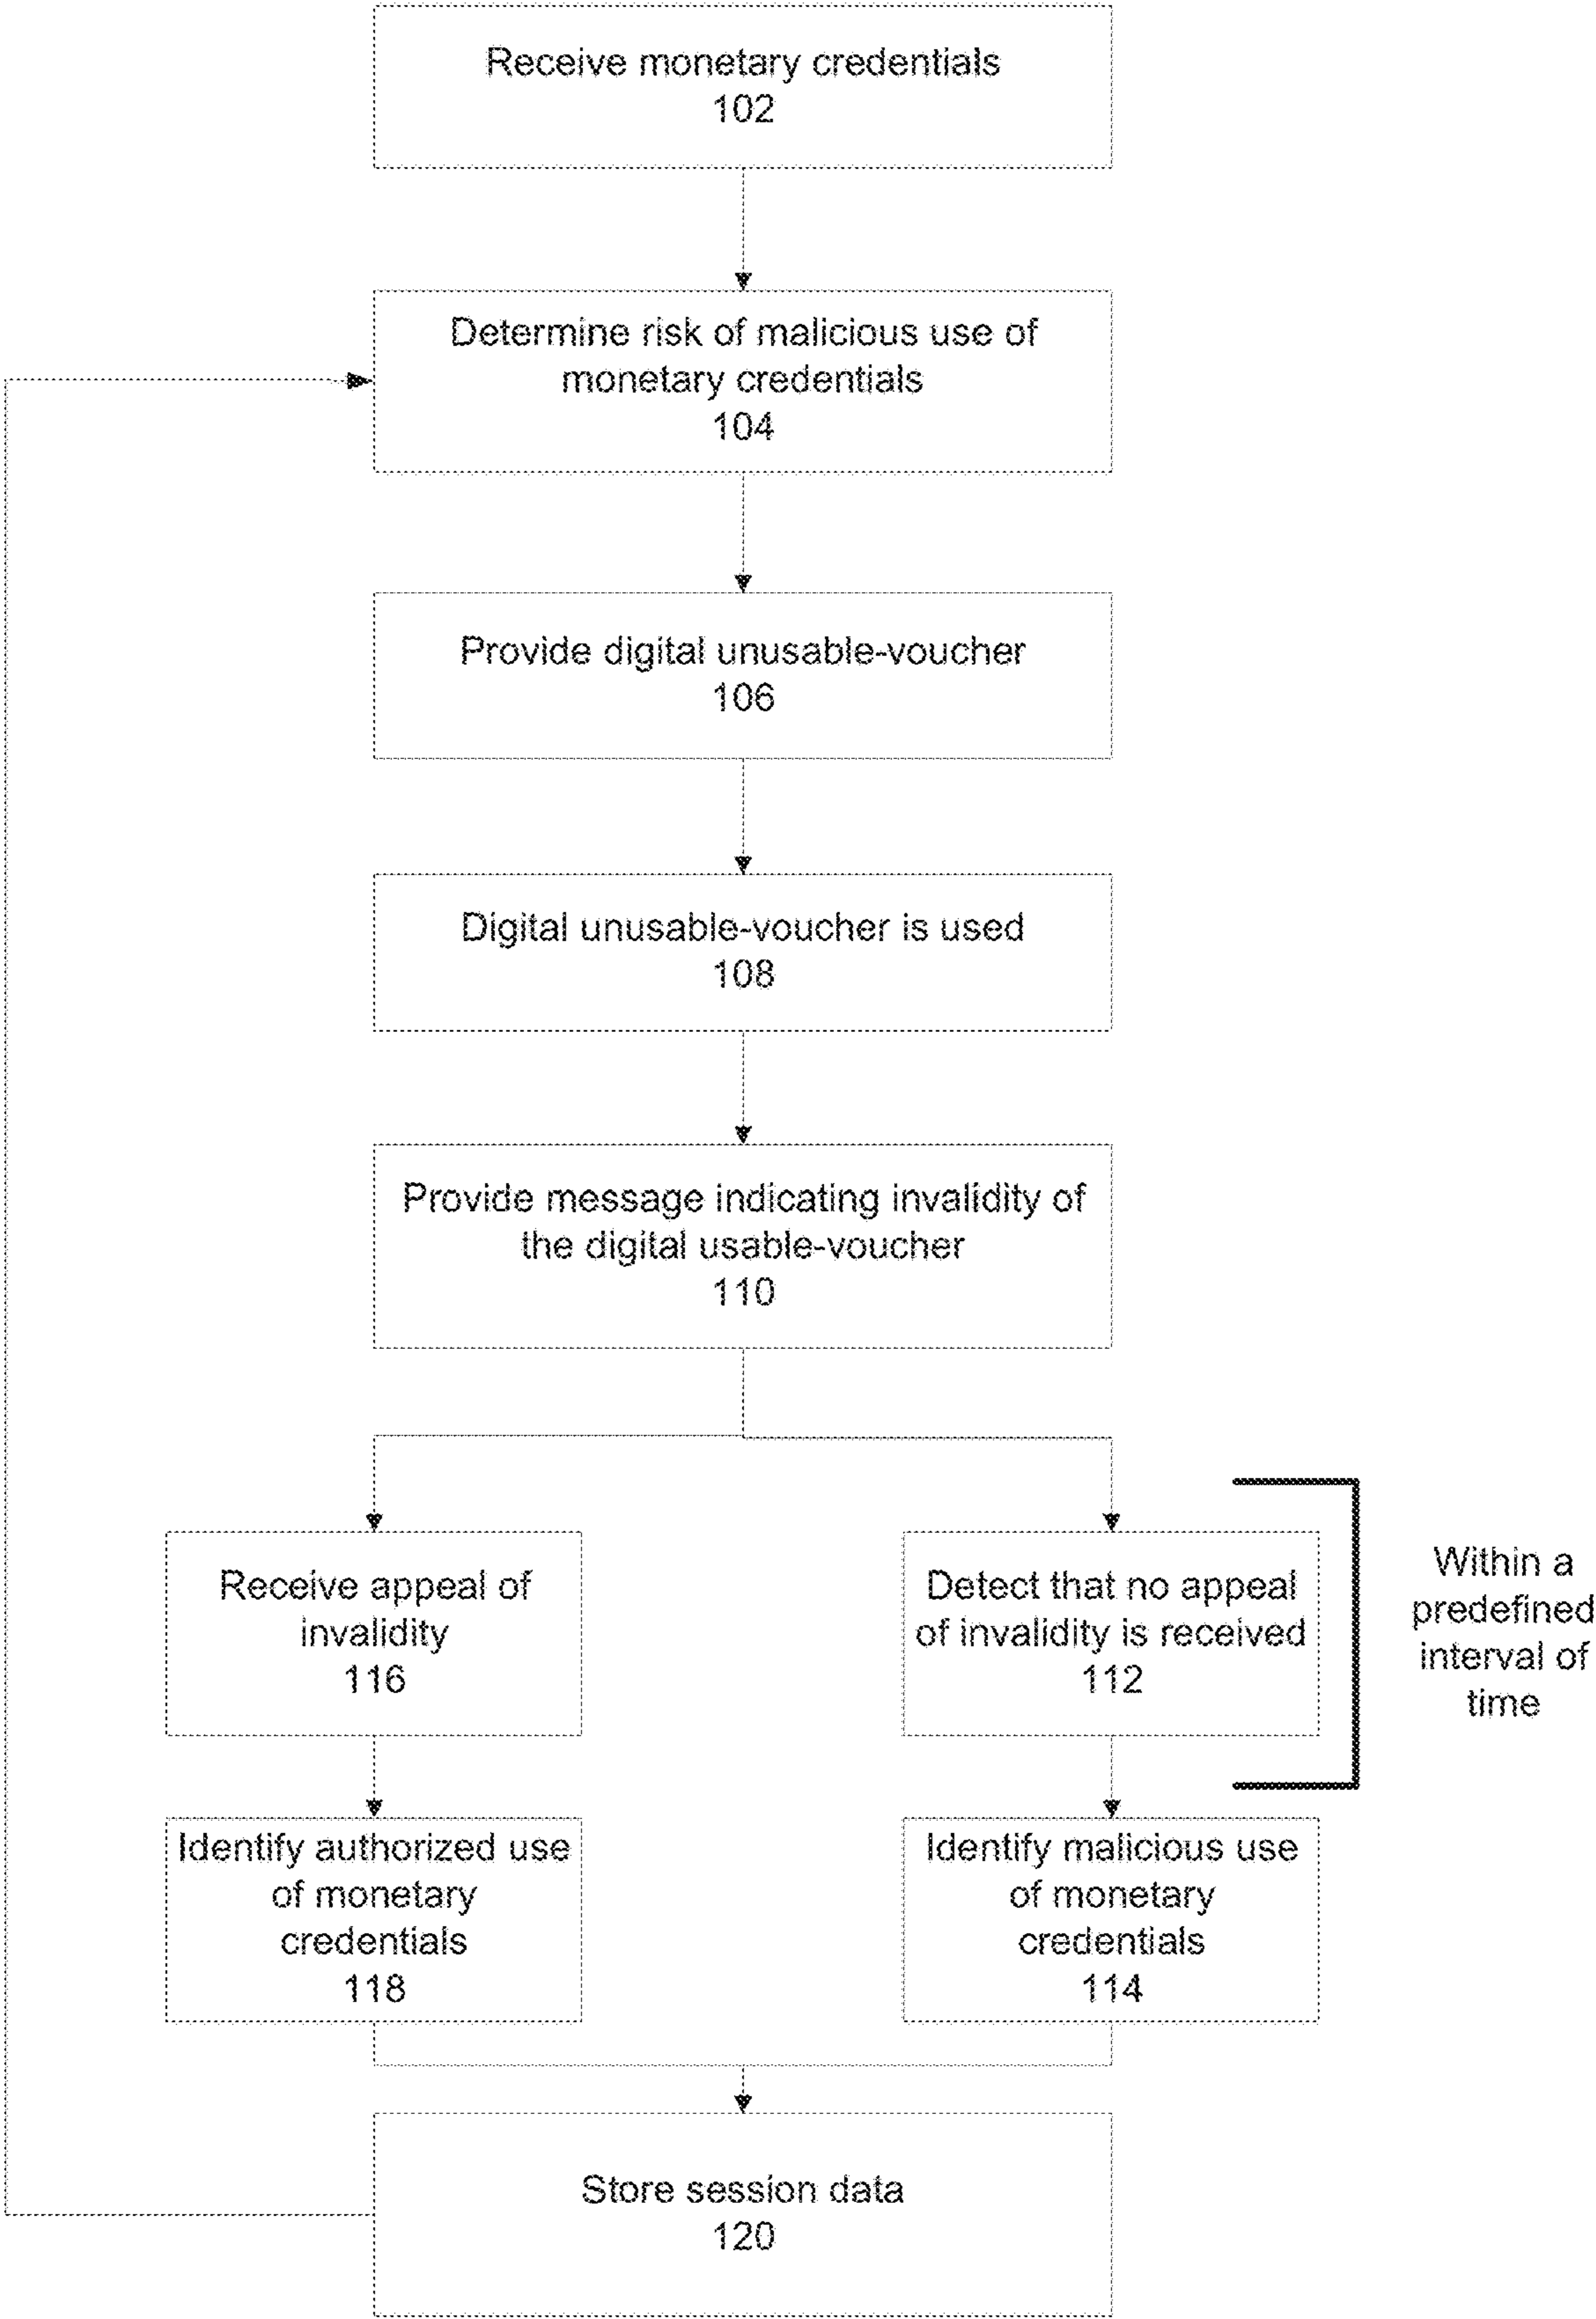 Receive monetary credentials
102
Determine risk of malicious use of
monetary credentials
104
Provide digital unusable-voucher
106
Digital unusable-voucher is used
108
Provide message indicating invalidity of
the digital usable-voucher
110
Receive appeal of
invalidity
116
Detect that no appeal
of invalidity is received
112
Within a
predefined
interval of
time
Identify authorized use
of monetary
credentials
118
Identify malicious use
of monetary
credentials
114
Store session data
120